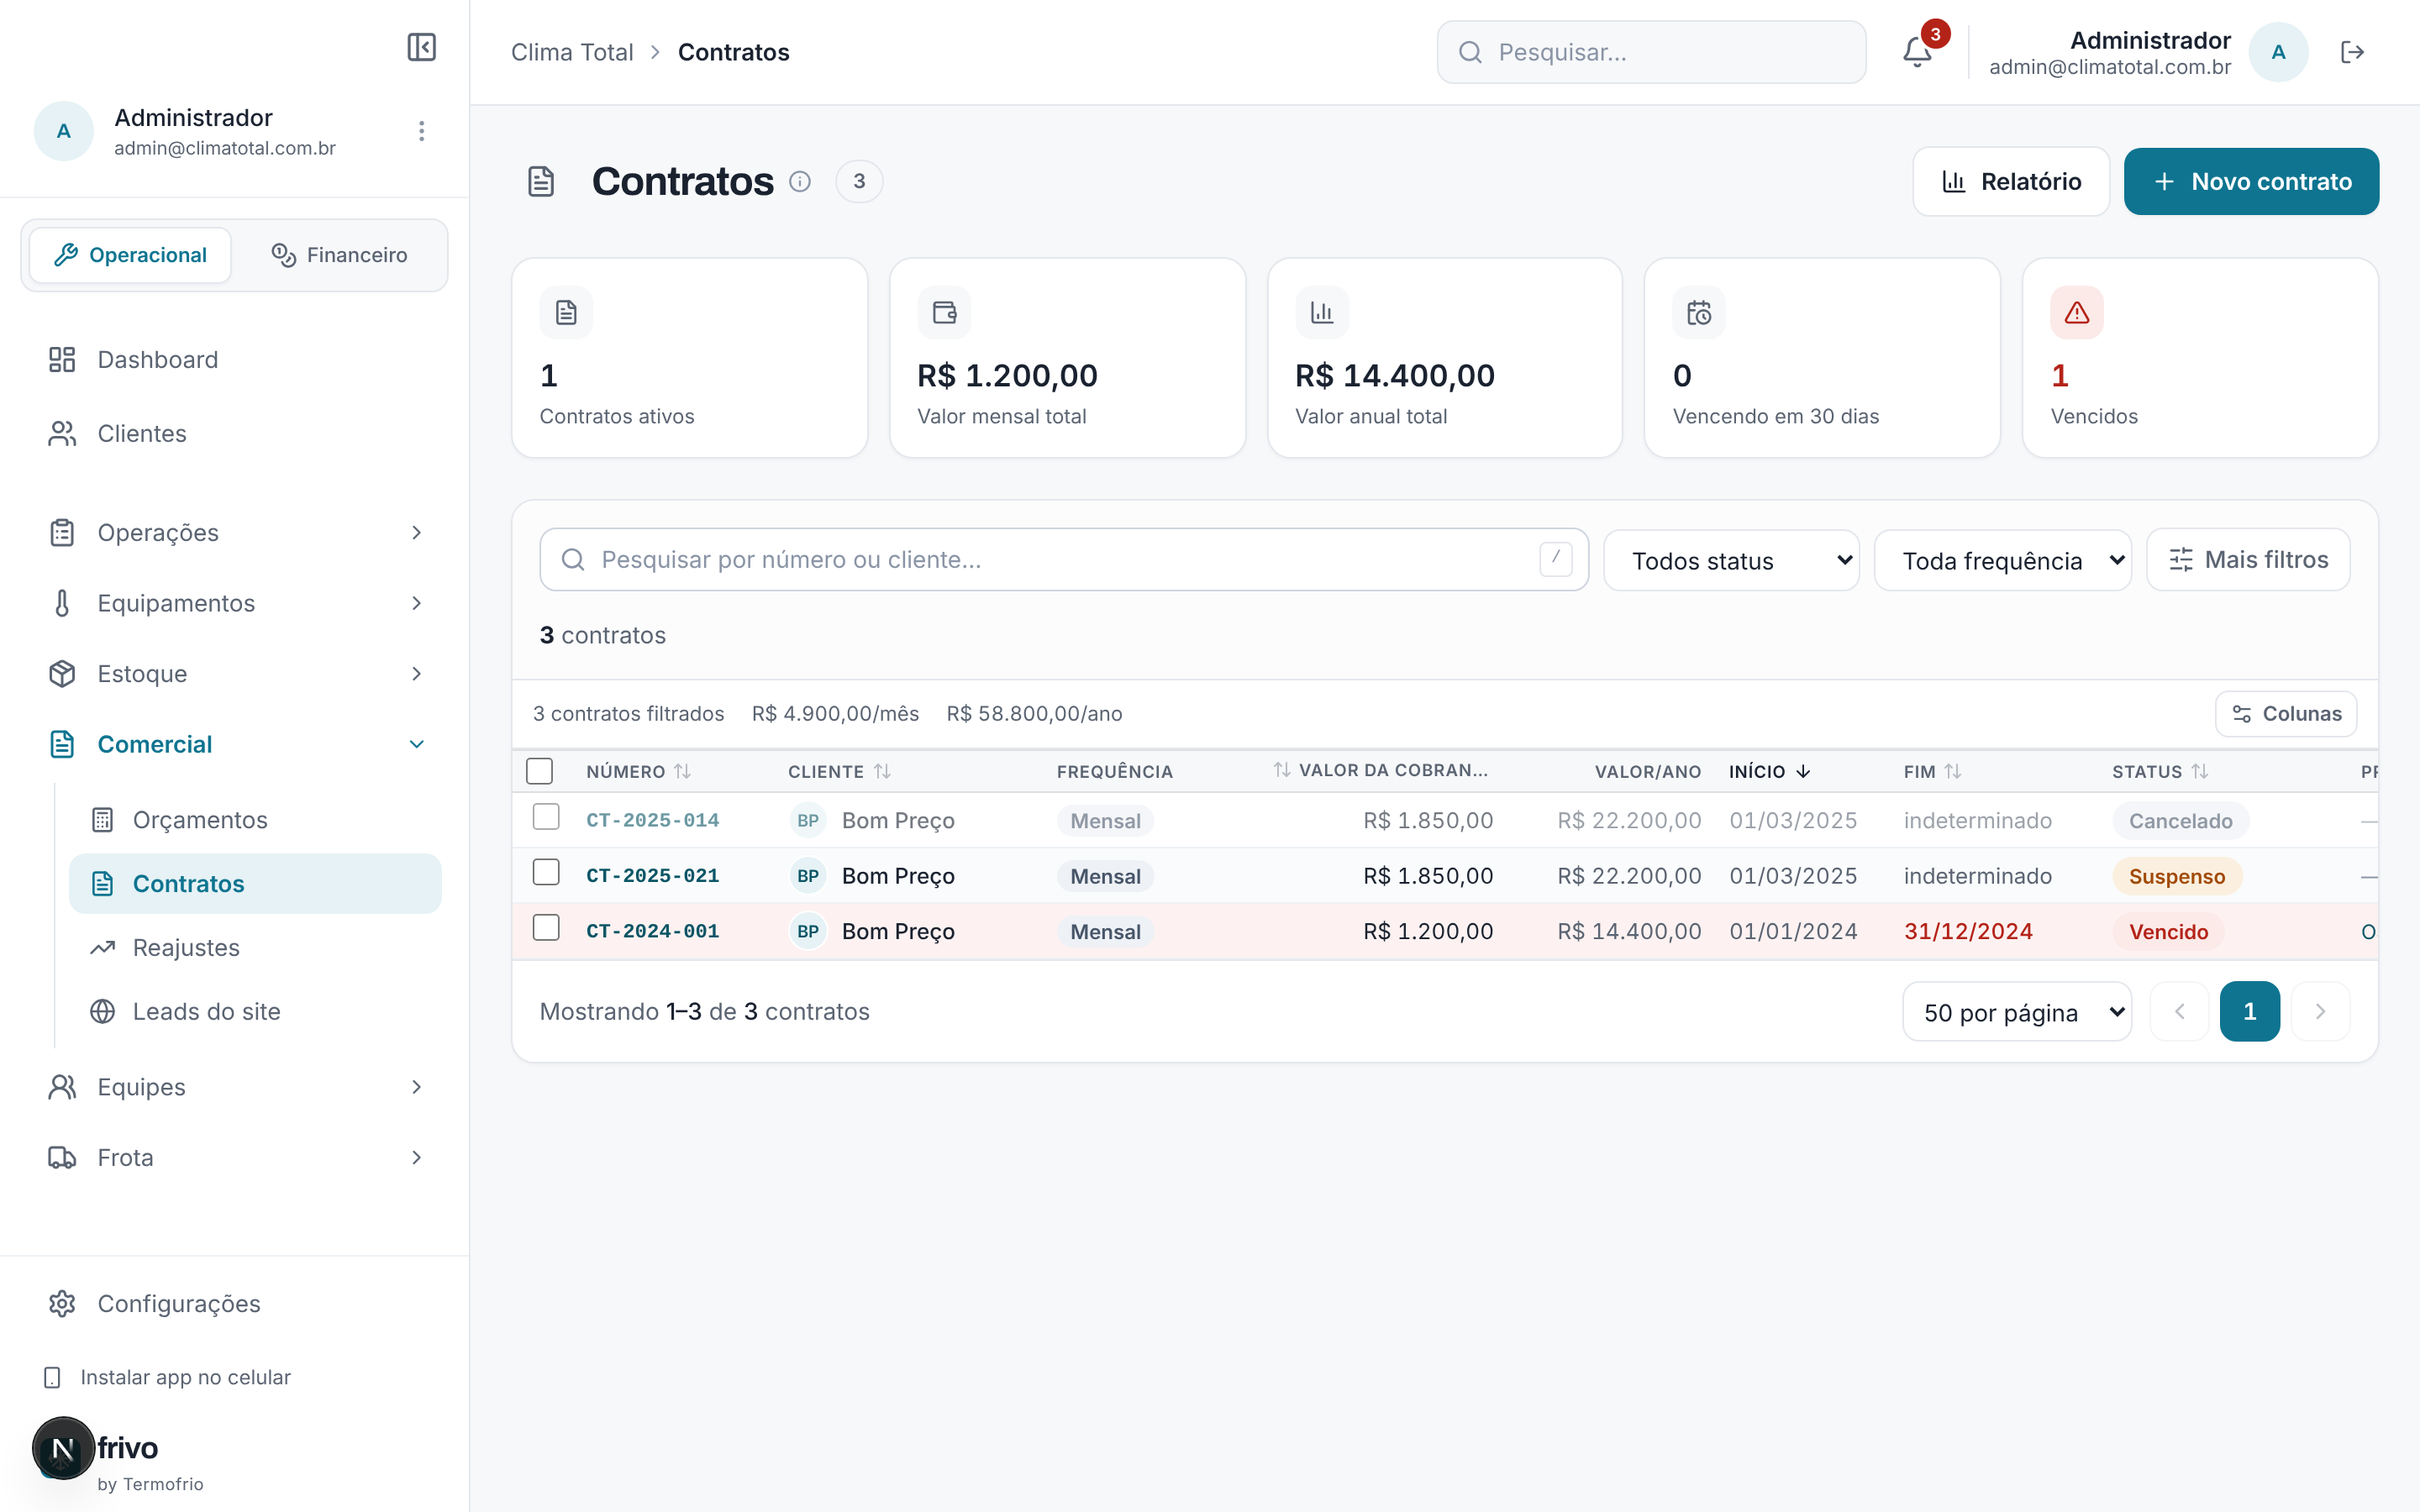 Administrador
admin@climatotal.com.br
A
Operacional
Financeiro
Dashboard
Clientes
Operações
Equipamentos
Estoque
Comercial
Orçamentos
Contratos
Reajustes
Leads do site
Equipes
Frota
Configurações
Instalar app no celular
N
frivo
by Termofrio
Clima Total > Contratos
Pesquisar...
3
Administrador
admin@climatotal.com.br
A
Contratos 3
Relatório
+ Novo contrato
1
Contratos ativos
R$ 1.200,00
Valor mensal total
R$ 14.400,00
Valor anual total
0
Vencendo em 30 dias
1
Vencidos
Pesquisar por número ou cliente... /
Todos status
Toda frequência
Mais filtros
3 contratos
3 contratos filtrados R$ 4.900,00/mês R$ 58.800,00/ano
Colunas
NÚMERO CLIENTE FREQUÊNCIA VALOR DA COBRAN... VALOR/ANO INÍCIO FIM STATUS
CT-2025-014 BP Bom Preço Mensal R$ 1.850,00 R$ 22.200,00 01/03/2025 indeterminado Cancelado —
CT-2025-021 BP Bom Preço Mensal R$ 1.850,00 R$ 22.200,00 01/03/2025 indeterminado Suspenso —
CT-2024-001 BP Bom Preço Mensal R$ 1.200,00 R$ 14.400,00 01/01/2024 31/12/2024 Vencido
Mostrando 1–3 de 3 contratos
50 por página
1